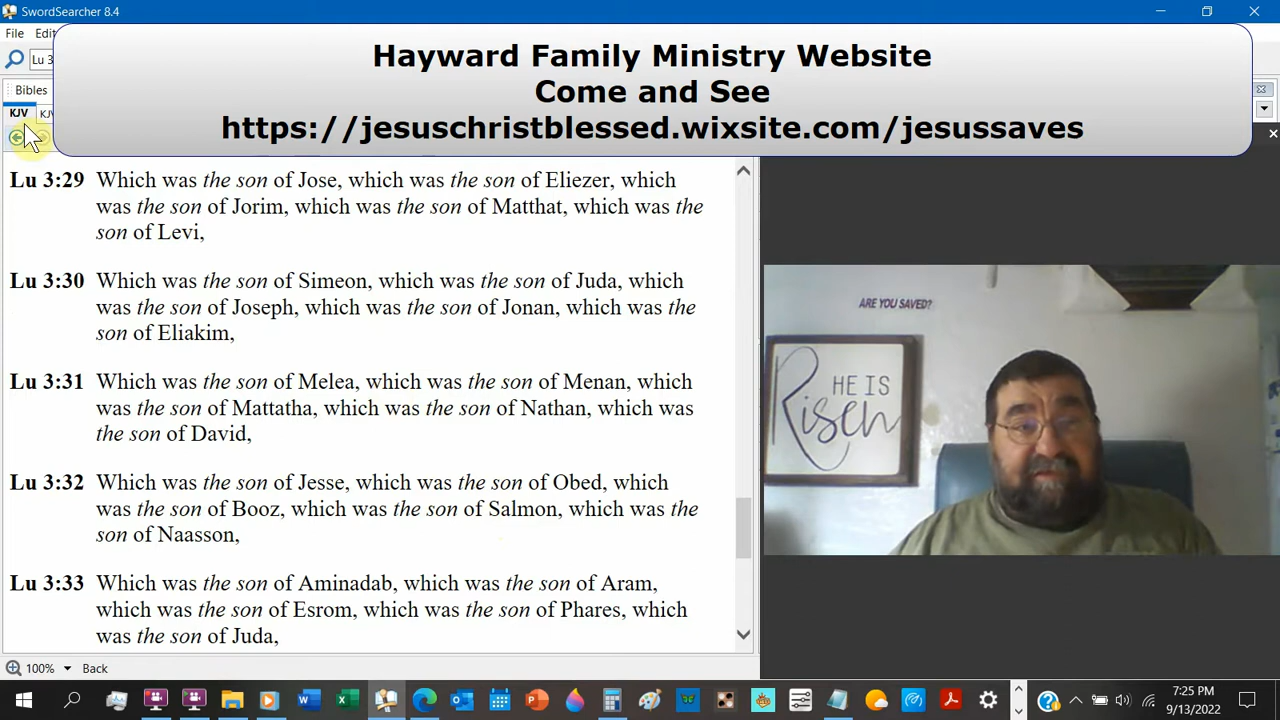 SwordSearcher 8.4
File Edi
Hayward Family Ministry Website
Come and See
https://jesuschristblessed.wixsite.com/jesussaves
Lu 3
Bibles
KJV KJV
Lu 3:29 Which was the son of Jose, which was the son of Eliezer, which
was the son of Jorim, which was the son of Matthat, which was the
son of Levi,
Lu 3:30 Which was the son of Simeon, which was the son of Juda, which
was the son of Joseph, which was the son of Jonan, which was the
son of Eliakim,
Lu 3:31 Which was the son of Melea, which was the son of Menan, which
was the son of Mattatha, which was the son of Nathan, which was
the son of David,
Lu 3:32 Which was the son of Jesse, which was the son of Obed, which
was the son of Booz, which was the son of Salmon, which was the
son of Naasson,
Lu 3:33 Which was the son of Aminadab, which was the son of Aram,
which was the son of Esrom, which was the son of Phares, which
was the son of Juda,
ARE YOU SAVED?
HE IS
Risen
100% Back
7:25 PM
9/13/2022